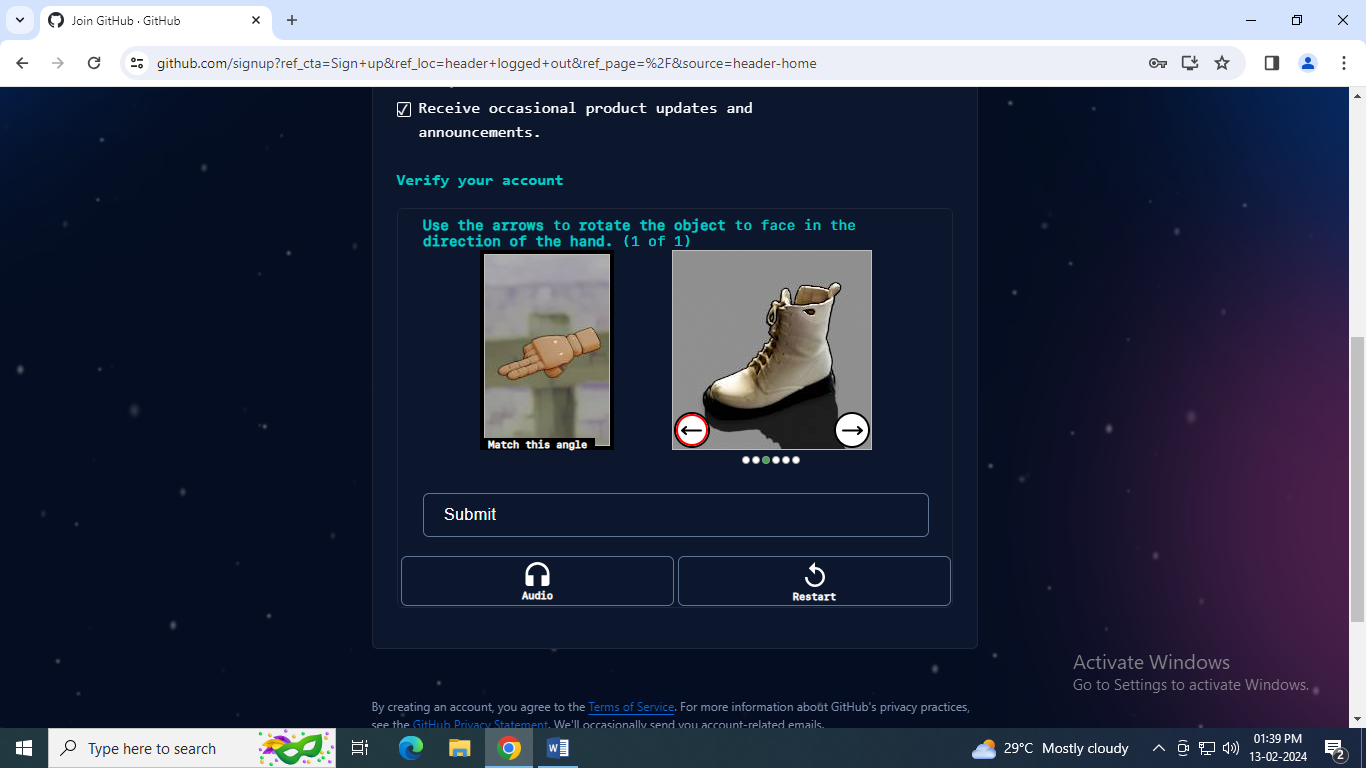 Join GitHub · GitHub
github.com/signup?ref_cta=Sign+up&ref_loc=header+logged+out&ref_page=%2F&source=header-home
Receive occasional product updates and
announcements.
Verify your account
Use the arrows to rotate the object to face in the
direction of the hand. (1 of 1)
Match this angle
Submit
Audio
Restart
Activate Windows
Go to Settings to activate Windows.
By creating an account, you agree to the Terms of Service. For more information about GitHub's privacy practices,
see the GitHub Privacy Statement. We'll occasionally send you account-related emails.
Type here to search
29°C Mostly cloudy
01:39 PM
13-02-2024
2